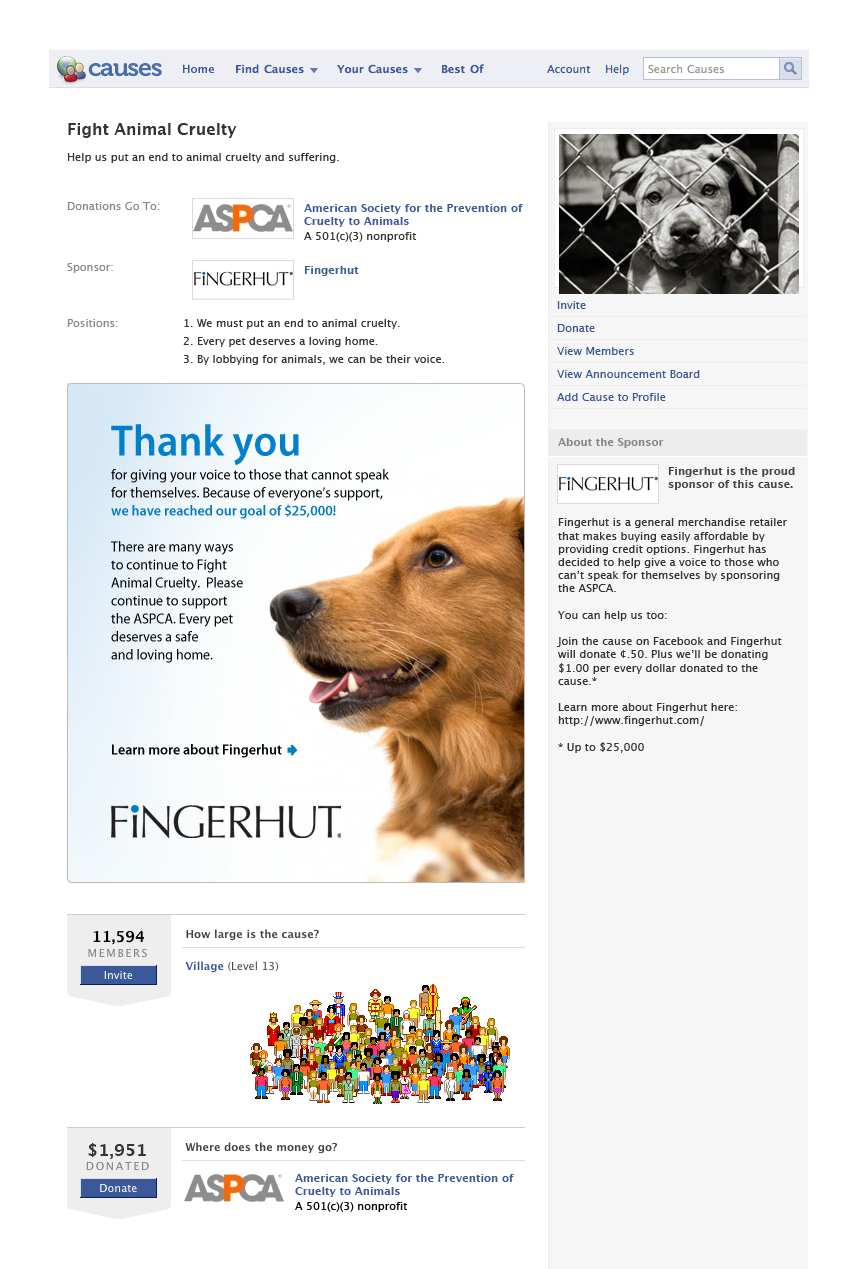 causes Home Find Causes Your Causes Best Of Account Help Search Causes
Fight Animal Cruelty
Help us put an end to animal cruelty and suffering.
Donations Go To:
ASPCA®
American Society for the Prevention of
Cruelty to Animals
A 501(c)(3) nonprofit
Sponsor:
FiNGERHUT®
Fingerhut
Positions:
1. We must put an end to animal cruelty.
2. Every pet deserves a loving home.
3. By lobbying for animals, we can be their voice.
Thank you
for giving your voice to those that cannot speak
for themselves. Because of everyone's support,
we have reached our goal of $25,000!
There are many ways
to continue to Fight
Animal Cruelty. Please
continue to support
the ASPCA. Every pet
deserves a safe
and loving home.
Learn more about Fingerhut
FiNGERHUT®
11,594
MEMBERS
Invite
How large is the cause?
Village (Level 13)
$1,951
DONATED
Donate
Where does the money go?
ASPCA®
American Society for the Prevention of
Cruelty to Animals
A 501(c)(3) nonprofit
Invite
Donate
View Members
View Announcement Board
Add Cause to Profile
About the Sponsor
FiNGERHUT®
Fingerhut is the proud
sponsor of this cause.
Fingerhut is a general merchandise retailer
that makes buying easily affordable by
providing credit options. Fingerhut has
decided to help give a voice to those who
can't speak for themselves by sponsoring
the ASPCA.
You can help us too:
Join the cause on Facebook and Fingerhut
will donate ¢.50. Plus we'll be donating
$1.00 per every dollar donated to the
cause.*
Learn more about Fingerhut here:
http://www.fingerhut.com/
* Up to $25,000